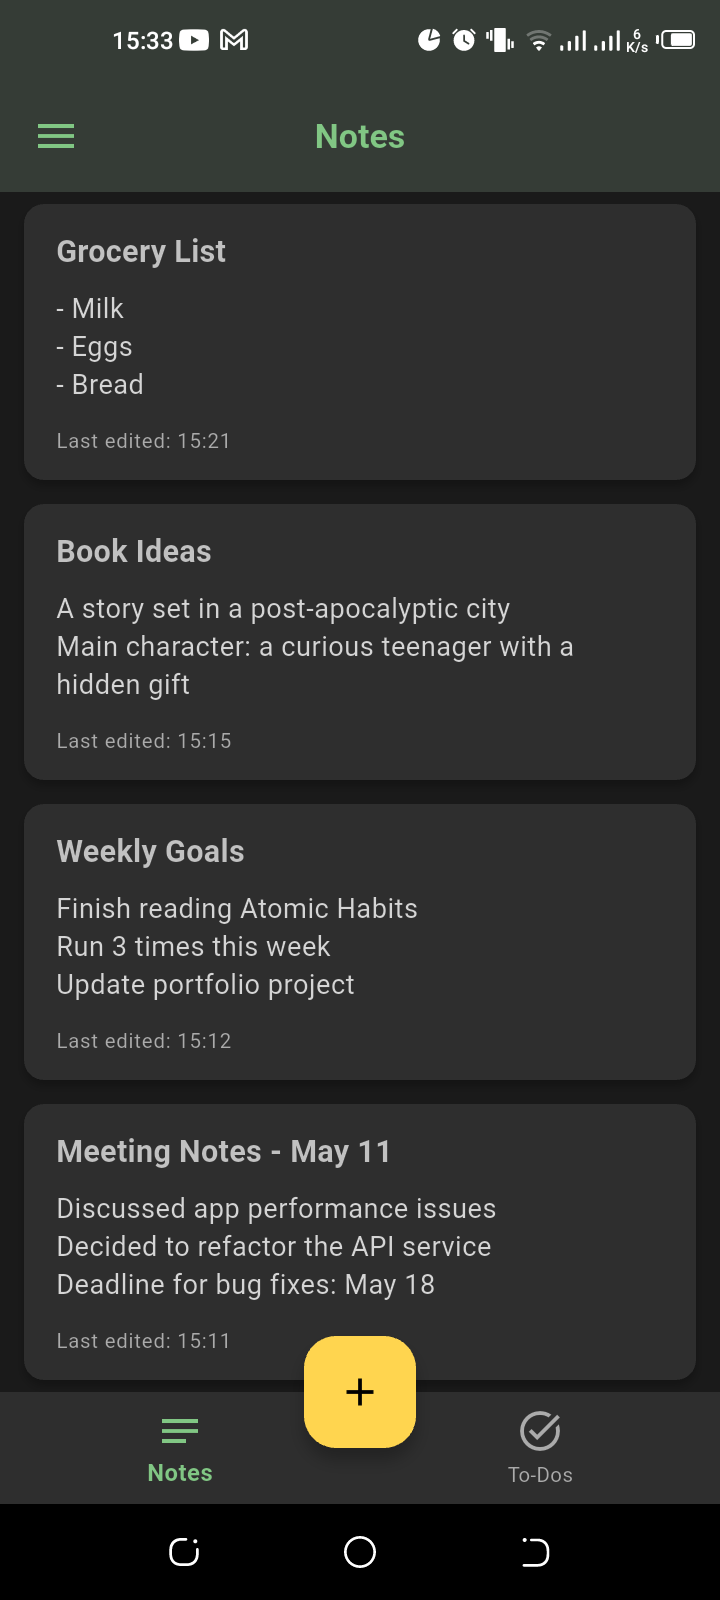 15:33
6
K/s
Notes
Grocery List
- Milk
- Eggs
- Bread
Last edited: 15:21
Book Ideas
A story set in a post-apocalyptic city
Main character: a curious teenager with a
hidden gift
Last edited: 15:15
Weekly Goals
Finish reading Atomic Habits
Run 3 times this week
Update portfolio project
Last edited: 15:12
Meeting Notes - May 11
Discussed app performance issues
Decided to refactor the API service
Deadline for bug fixes: May 18
Last edited: 15:11
+
Notes
To-Dos